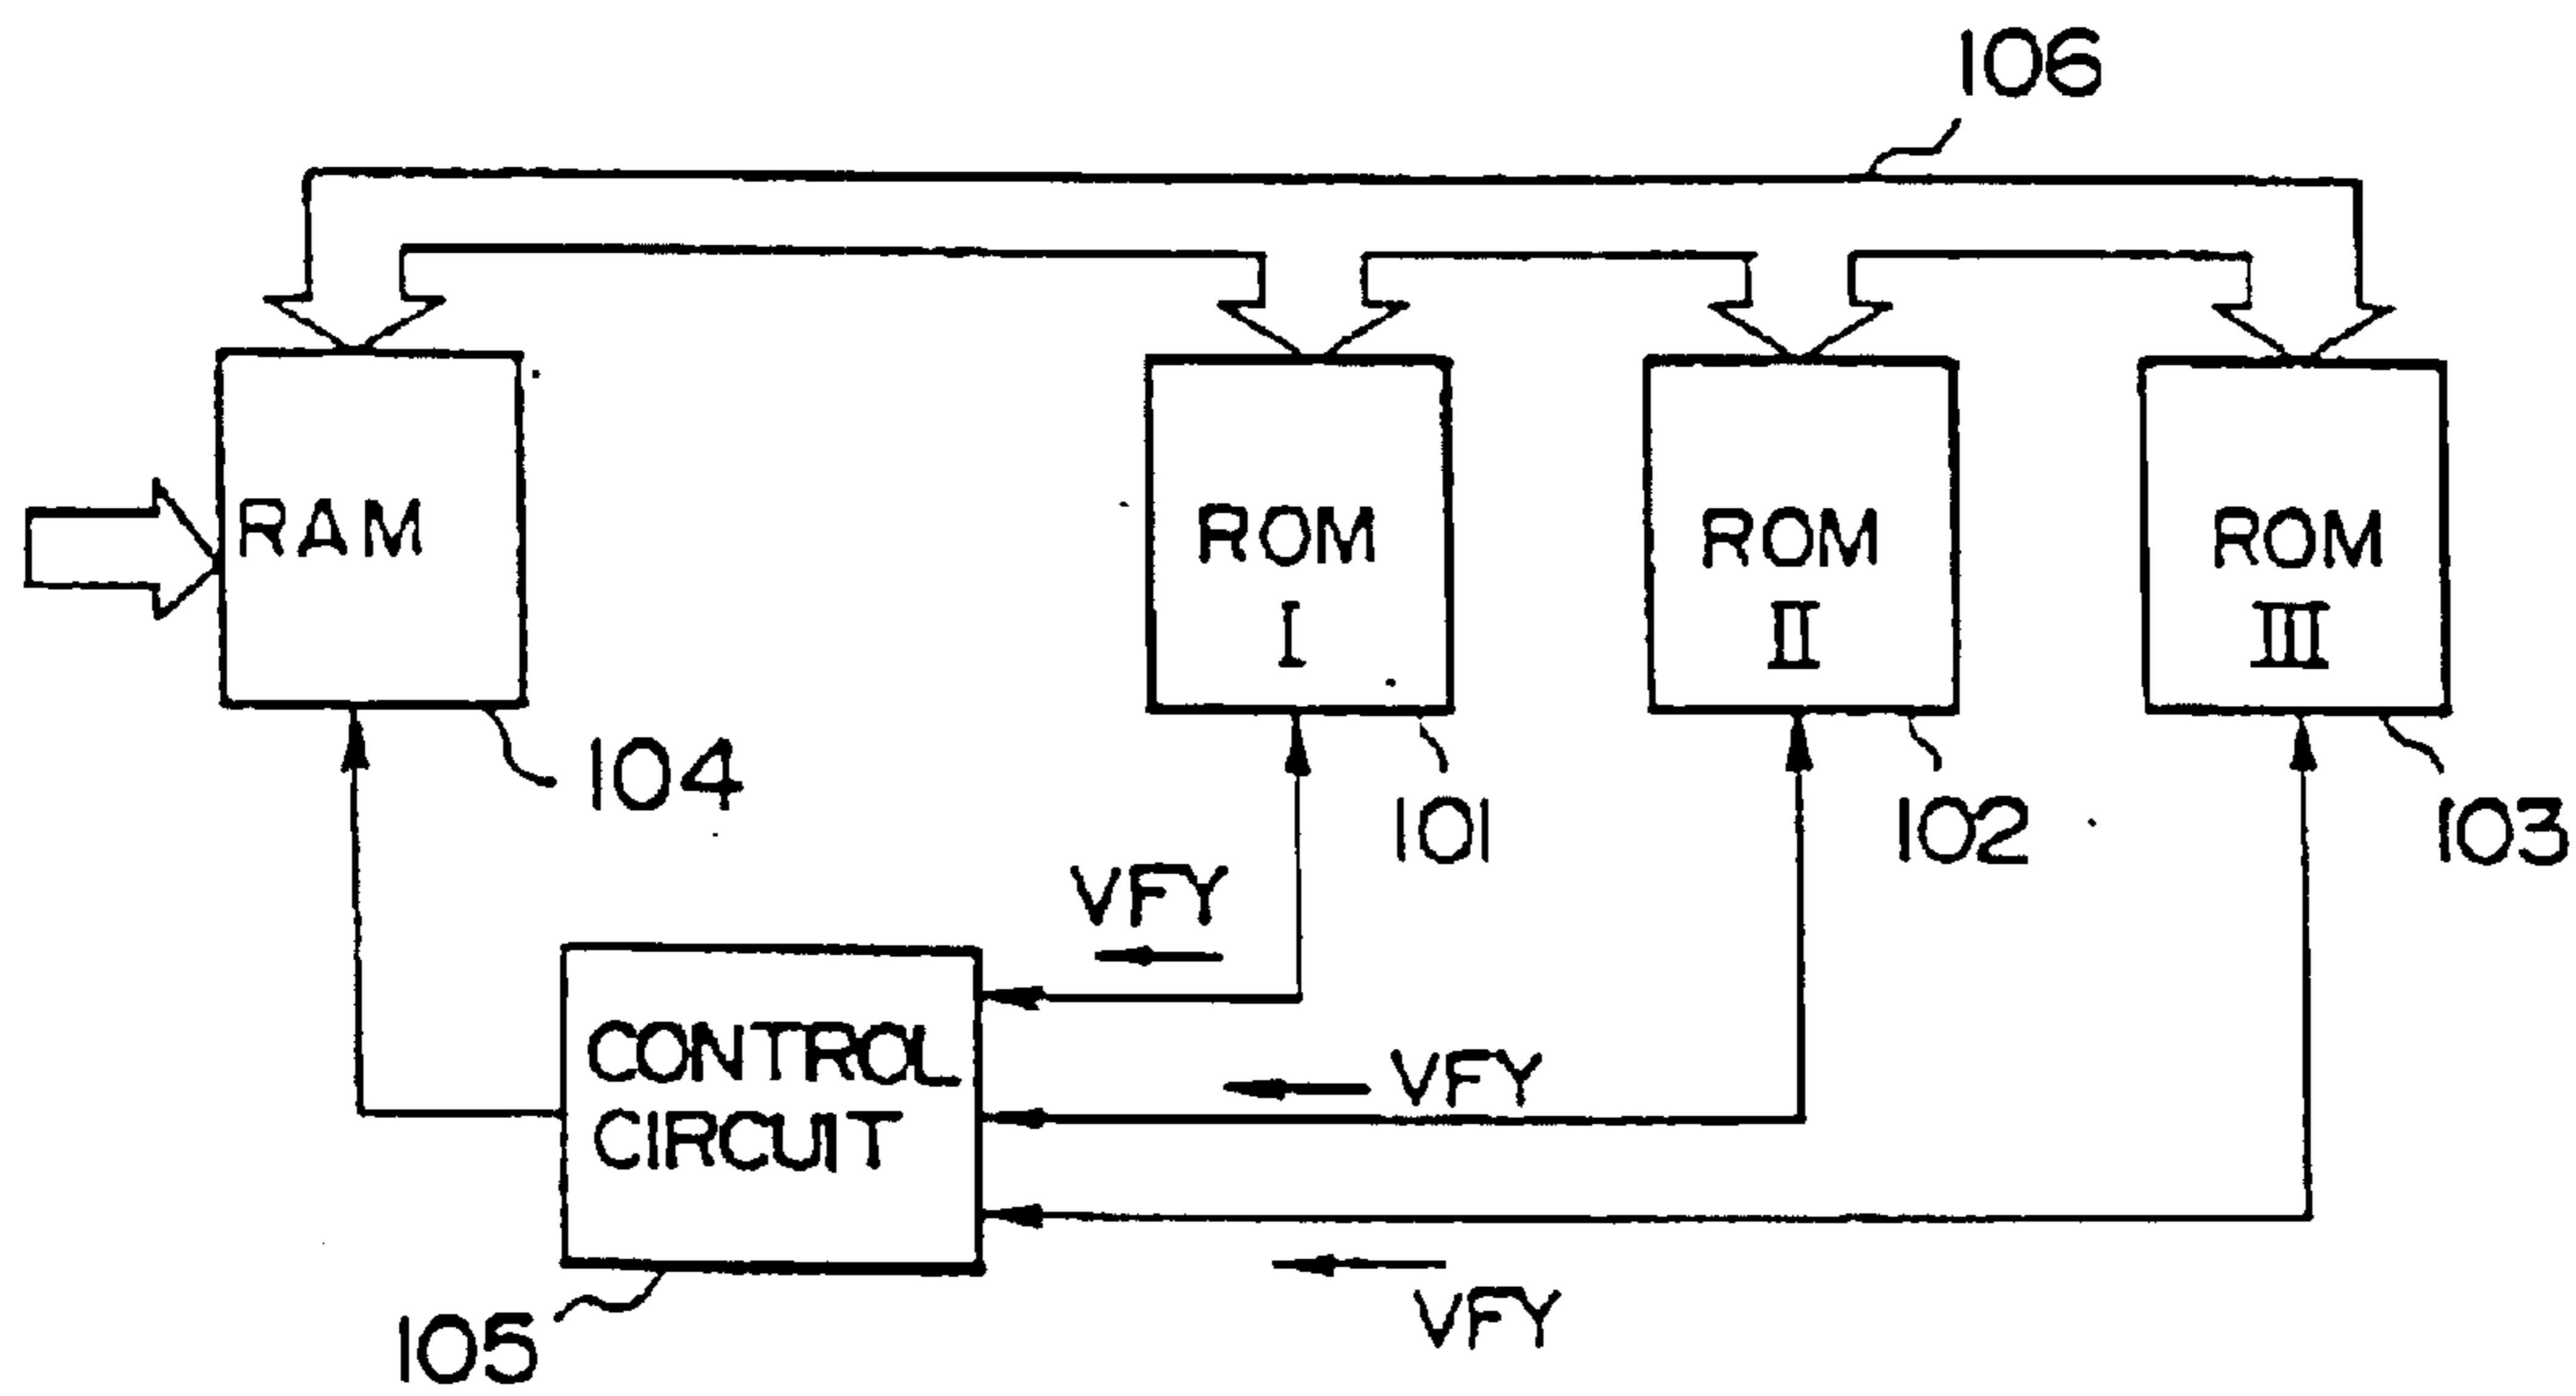 106
RAM
ROM
I
ROM
II
ROM
III
104
101
102
103
VFY
VFY
CONTROL
CIRCUIT
VFY
105